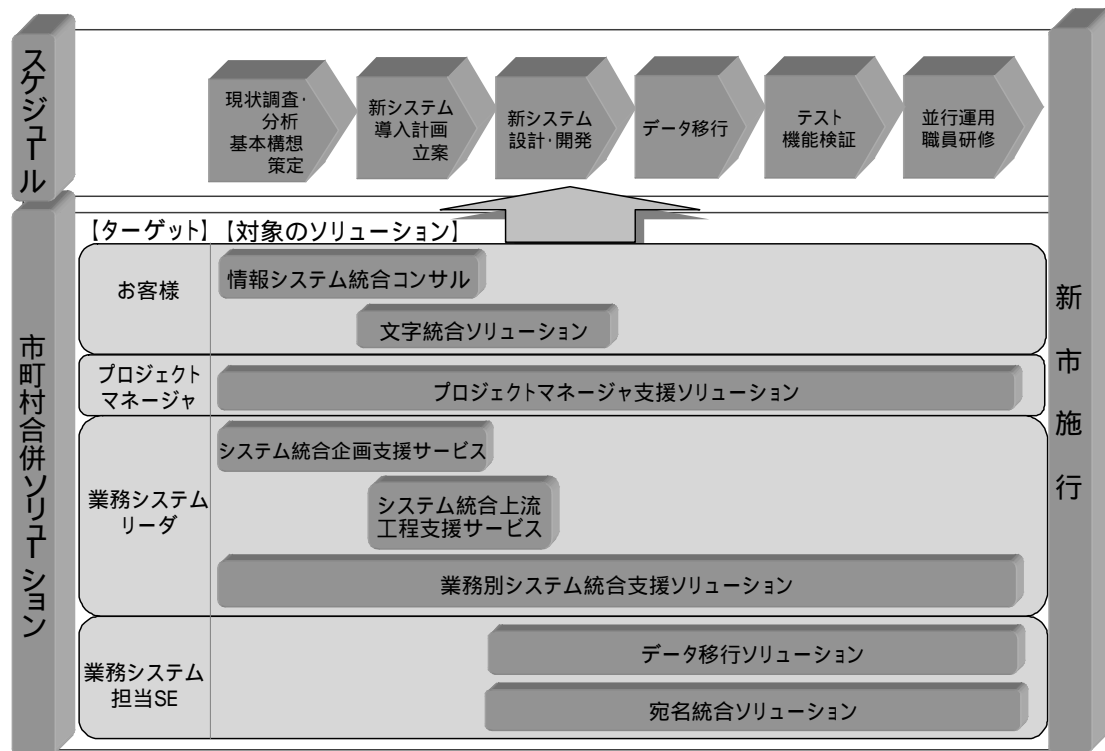 スケジュール
現状調査・
分析
基本構想
策定
新システム
導入計画
立案
新システム
設計・開発
データ移行
テスト
機能検証
並行運用
職員研修
市町村合併ソリューション
【ターゲット】【対象のソリューション】
お客様
情報システム統合コンサル
文字統合ソリューション
プロジェクト
マネージャ
プロジェクトマネージャ支援ソリューション
業務システム
リーダ
システム統合企画支援サービス
システム統合上流
工程支援サービス
業務別システム統合支援ソリューション
業務システム
担当SE
データ移行ソリューション
宛名統合ソリューション
新市施行